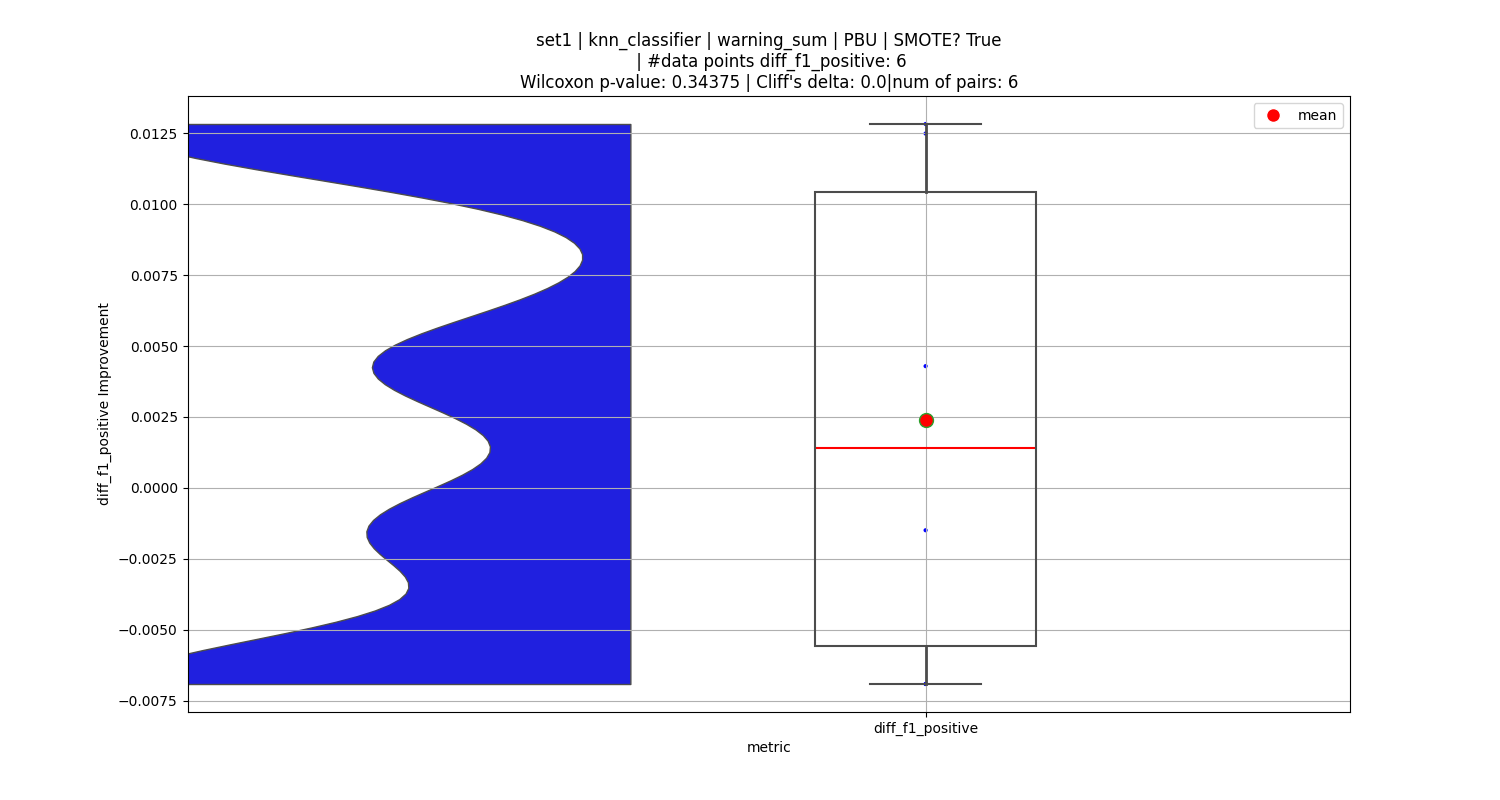 set1 | knn_classifier | warning_sum | PBU | SMOTE? True
| #data points diff_f1_positive: 6
Wilcoxon p-value: 0.34375 | Cliff's delta: 0.0|num of pairs: 6
mean
0.0125
0.0100
0.0075
0.0050
0.0025
0.0000
−0.0025
−0.0050
−0.0075
diff_f1_positive Improvement
diff_f1_positive
metric